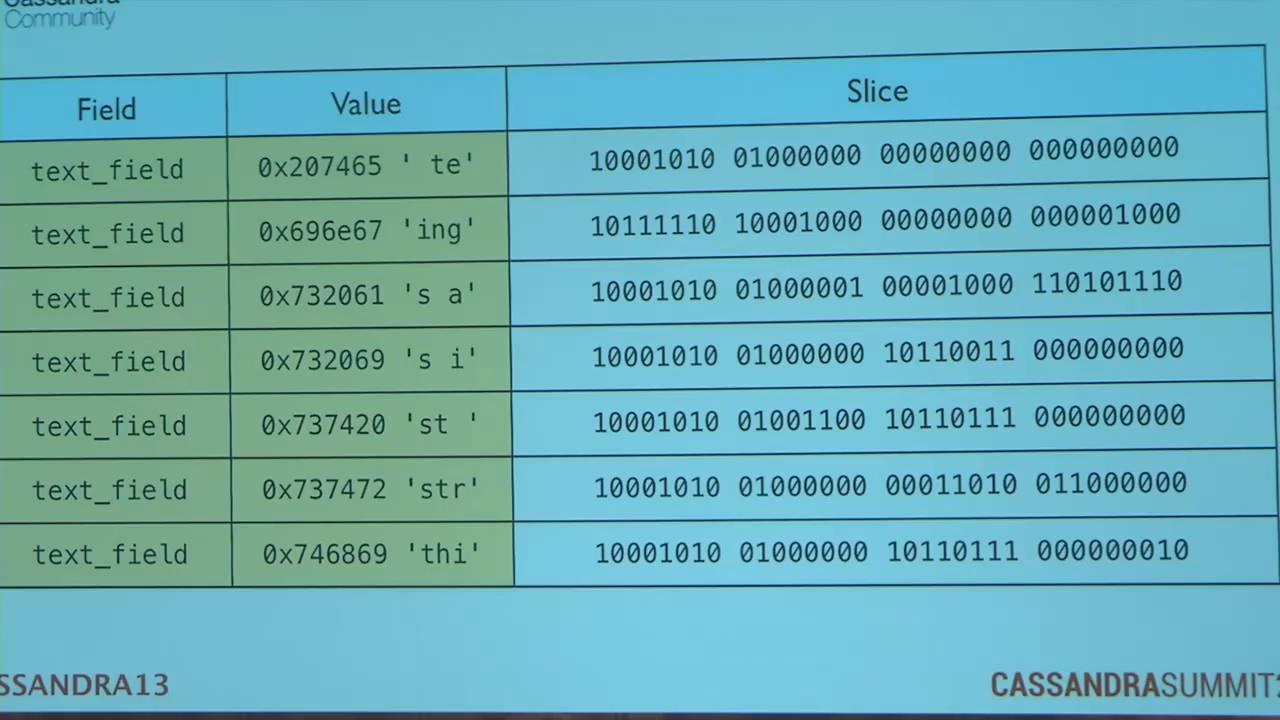 Cassandra
Community
Field Value Slice
text_field 0x207465 ' te' 10001010 01000000 00000000 000000000
text_field 0x696e67 'ing' 10111110 10001000 00000000 000001000
text_field 0x732061 's a' 10001010 01000001 00001000 110101110
text_field 0x732069 's i' 10001010 01000000 10110011 000000000
text_field 0x737420 'st ' 10001010 01001100 10110111 000000000
text_field 0x737472 'str' 10001010 01000000 00011010 011000000
text_field 0x746869 'thi' 10001010 01000000 10110111 000000010
SSANDRA13 CASSANDRASUMMIT2